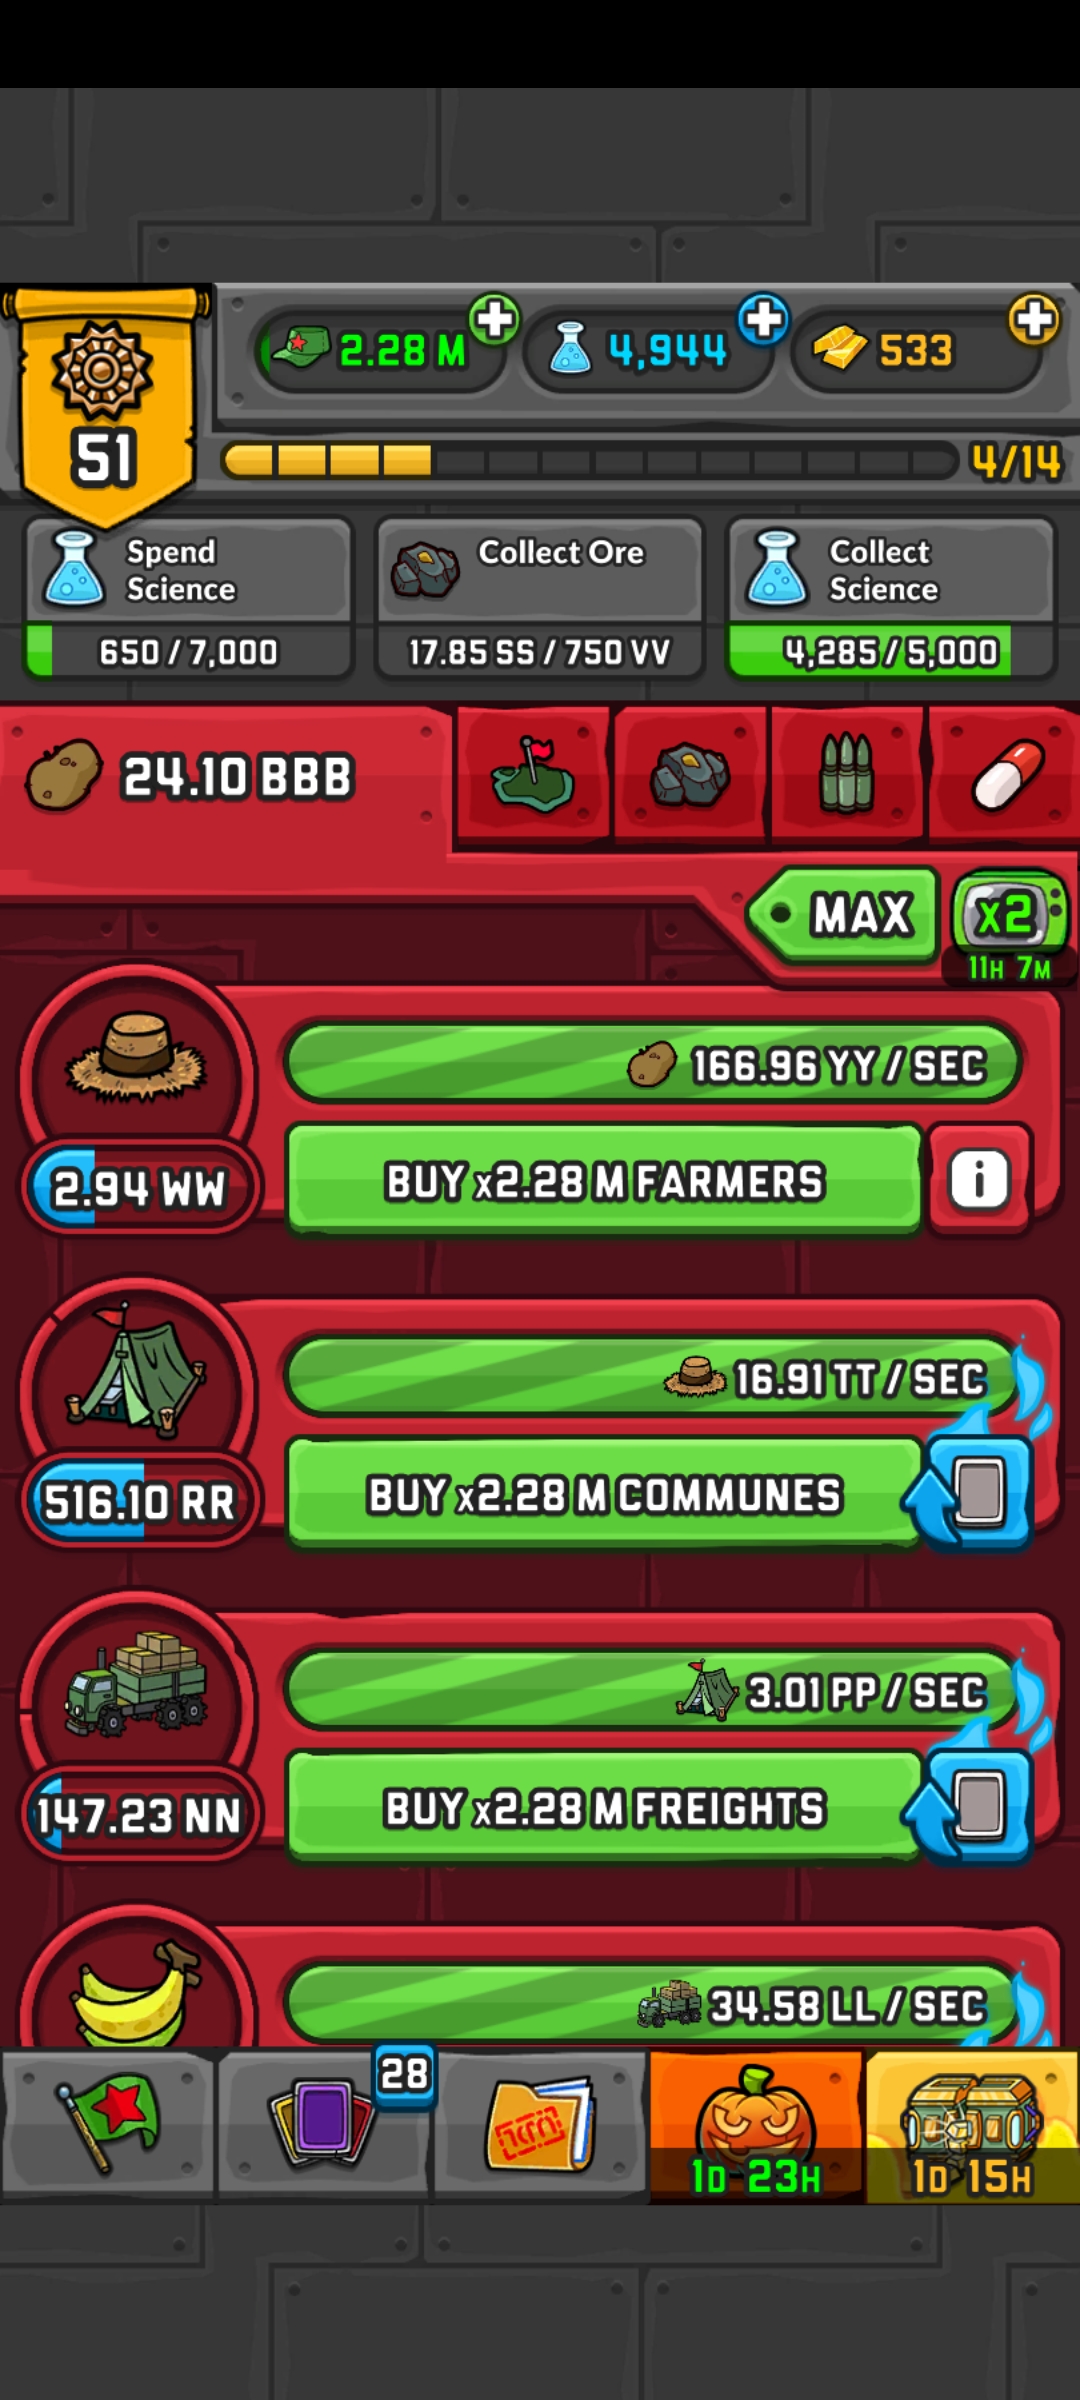 2.28 M
4,944
533
51
4/14
Spend
Science
650 / 7,000
Collect Ore
17.85 SS / 750 VV
Collect
Science
4,285 / 5,000
24.10 BBB
MAX
x2
11H 7M
166.96 YY / SEC
2.94 WW
BUY x2.28 M FARMERS
i
16.91 TT / SEC
516.10 RR
BUY x2.28 M COMMUNES
3.01 PP / SEC
147.23 NN
BUY x2.28 M FREIGHTS
34.58 LL / SEC
28
1D 23H
1D 15H